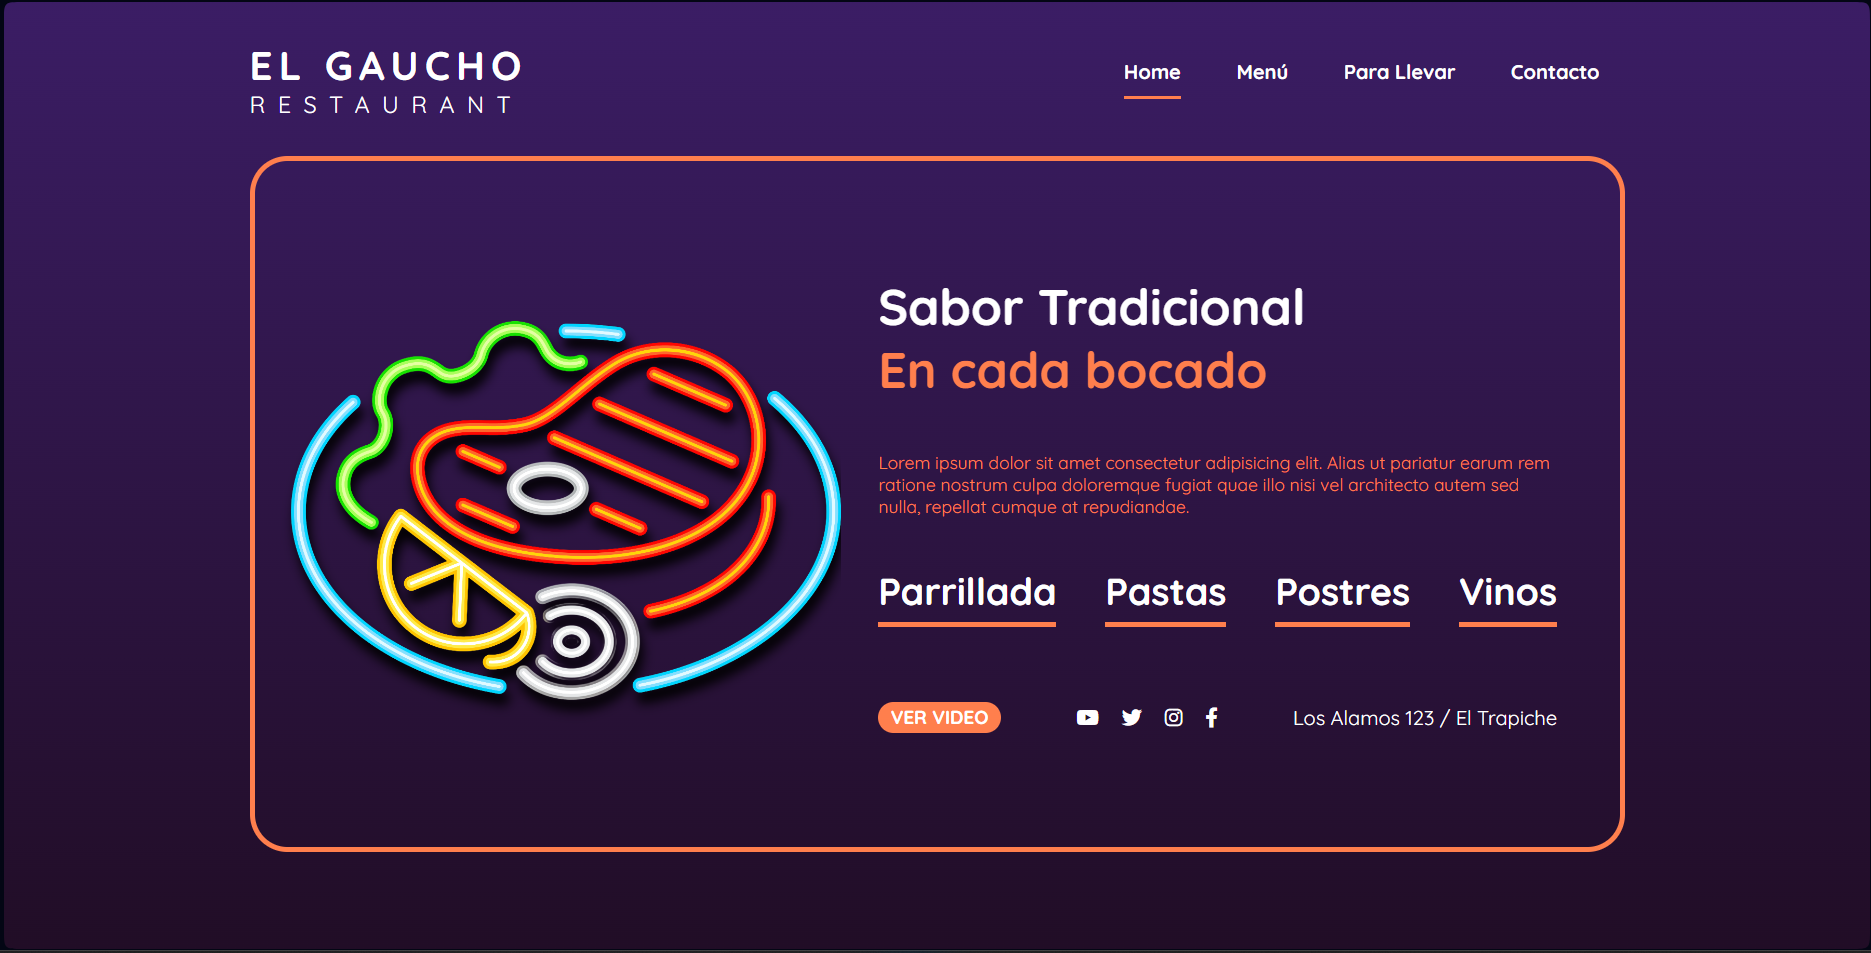 EL GAUCHO
RESTAURANT
Home Menú Para Llevar Contacto
Sabor Tradicional
En cada bocado
Lorem ipsum dolor sit amet consectetur adipisicing elit. Alias ut pariatur earum rem
ratione nostrum culpa doloremque fugiat quae illo nisi vel architecto autem sed
nulla, repellat cumque at repudiandae.
Parrillada Pastas Postres Vinos
VER VIDEO Los Alamos 123 / El Trapiche